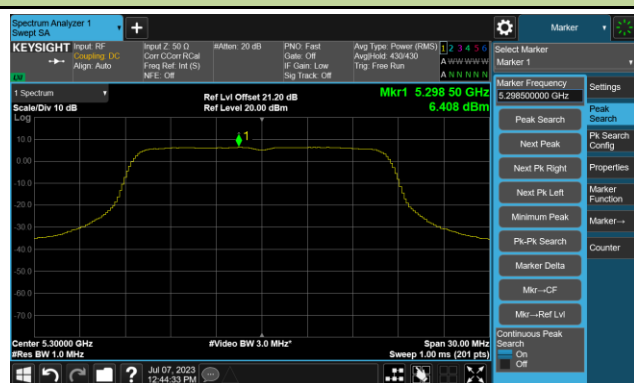 Spectrum Analyzer 1
Swept SA
Marker
KEYSIGHT
Input: RF
Coupling: DC
Align: Auto
Input Z: 50 Ω
Corr CCorr RCal
Freq Ref: Int (S)
NFE: Off
#Atten: 20 dB
PNO: Fast
Gate: Off
IF Gain: Low
Sig Track: Off
Avg Type: Power (RMS)
Avg|Hold: 430/430
Trig: Free Run
1 2 3 4 5 6
A W W W W W
A N N N N N
LXI
Select Marker
Marker 1
1 Spectrum
Scale/Div 10 dB
Log
Ref Lvl Offset 21.20 dB
Ref Level 20.00 dBm
Mkr1 5.298 50 GHz
6.408 dBm
1
10.0
0.00
-10.0
-20.0
-30.0
-40.0
-50.0
-60.0
-70.0
Center 5.30000 GHz
#Res BW 1.0 MHz
#Video BW 3.0 MHz*
Span 30.00 MHz
Sweep 1.00 ms (201 pts)
Marker Frequency
5.298500000 GHz
Peak Search
Next Peak
Next Pk Right
Next Pk Left
Minimum Peak
Pk-Pk Search
Marker Delta
Mkr→CF
Mkr→Ref Lvl
Continuous Peak
Search
On
Off
Settings
Peak
Search
Pk Search
Config
Properties
Marker
Function
Marker→
Counter
?
Jul 07, 2023
12:44:33 PM